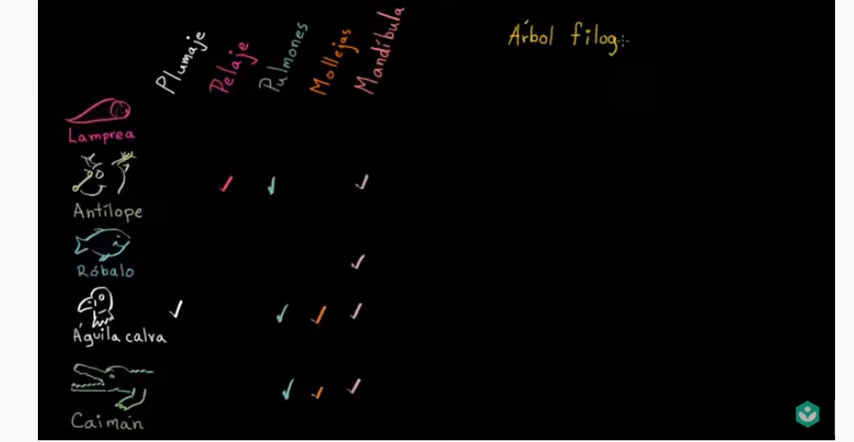 Plumaje
Pelaje
Pulmones
Mollejas
Mandíbula
Árbol filog
Lamprea
Antílope
Róbalo
Águila calva
Caimán